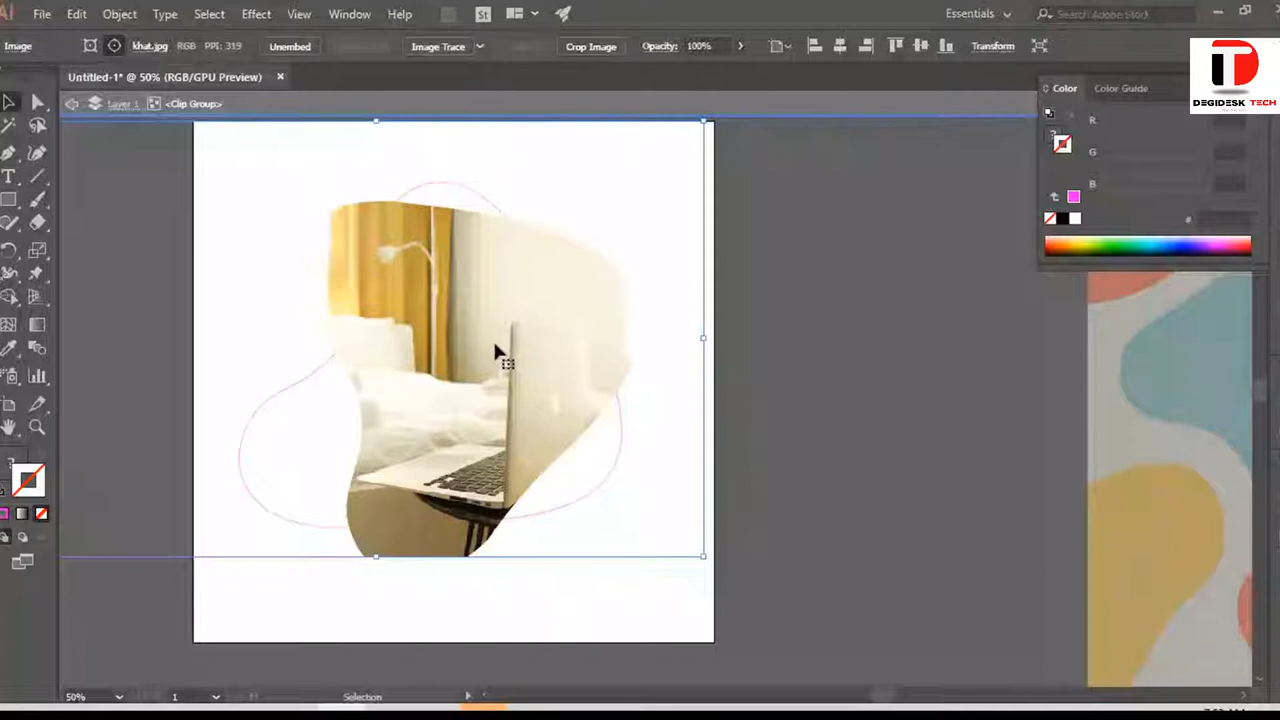 File Edit Object Type Select Effect View Window Help St Essentials Search Adobe Stock
Image khat.jpg RGB PPI: 319 Unembed Image Trace Crop Image Opacity: 100% Transform
DEGIDESK TECH
Untitled-1* @ 50% (RGB/GPU Preview) ×
Color Color Guide
Layer 1 <Clip Group>
R
G
B
#
50% 1 Selection